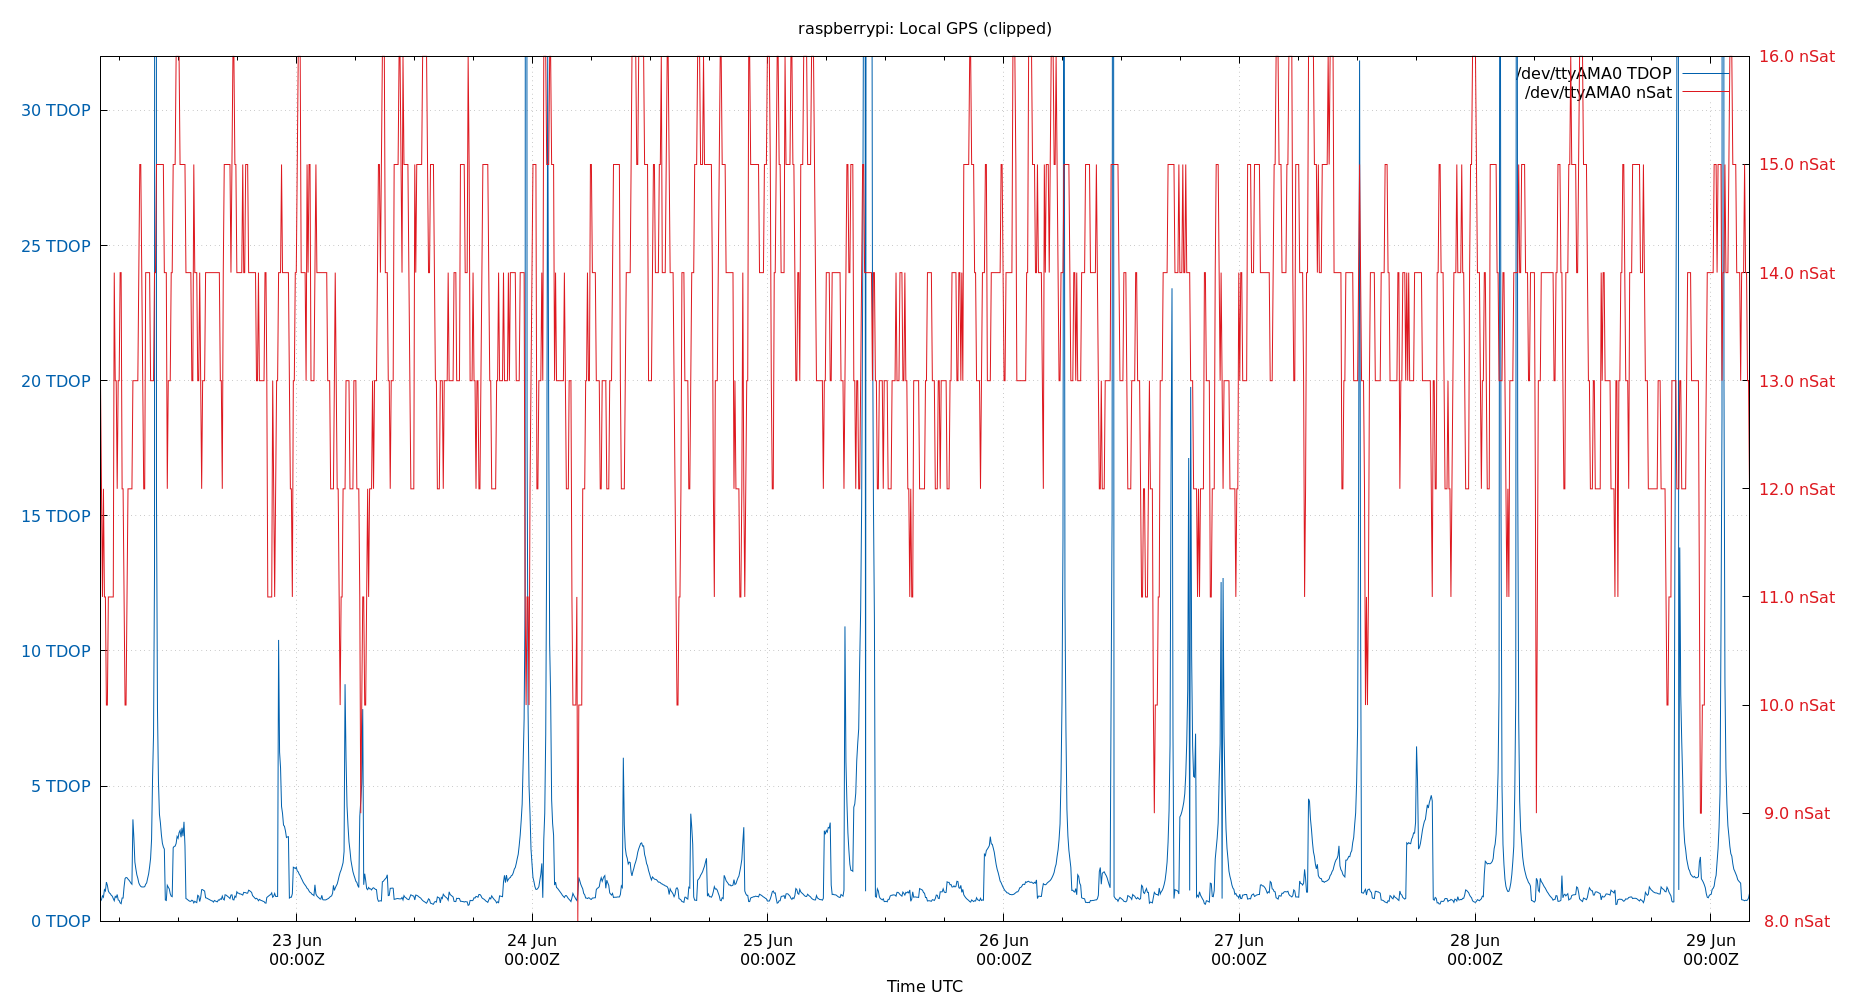 raspberrypi: Local GPS (clipped)
/dev/ttyAMA0 TDOP
/dev/ttyAMA0 nSat
30 TDOP
25 TDOP
20 TDOP
15 TDOP
10 TDOP
5 TDOP
0 TDOP
16.0 nSat
15.0 nSat
14.0 nSat
13.0 nSat
12.0 nSat
11.0 nSat
10.0 nSat
9.0 nSat
8.0 nSat
23 Jun
00:00Z
24 Jun
00:00Z
25 Jun
00:00Z
26 Jun
00:00Z
27 Jun
00:00Z
28 Jun
00:00Z
29 Jun
00:00Z
Time UTC